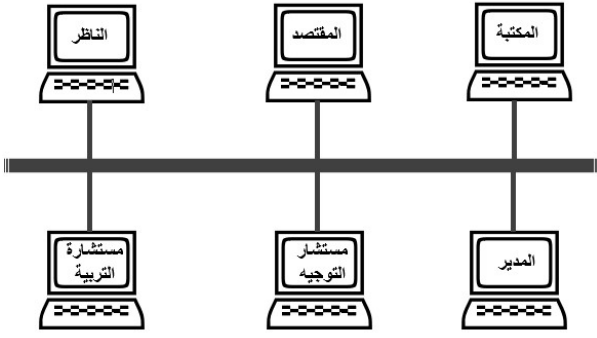 الناظر
المقتصد
المكتبة
مستشارة
التربية
مستشار
التوجيه
المدير